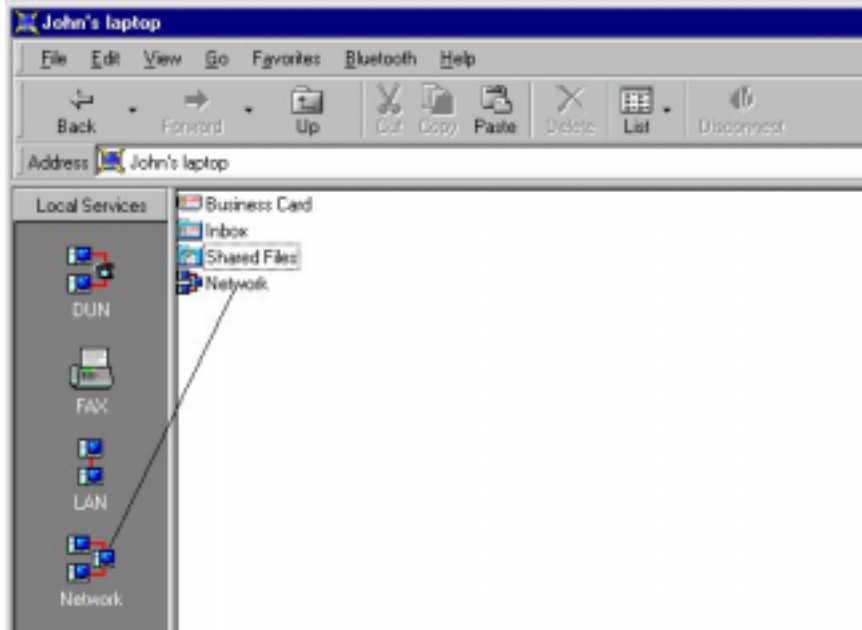 John's laptop
File Edit View Go Favorites Bluetooth Help
Back Forward Up Cut Copy Paste Delete List Disconnect
Address John's laptop
Local Services
Business Card
Inbox
Shared Files
Network
DUN
FAX
LAN
Network